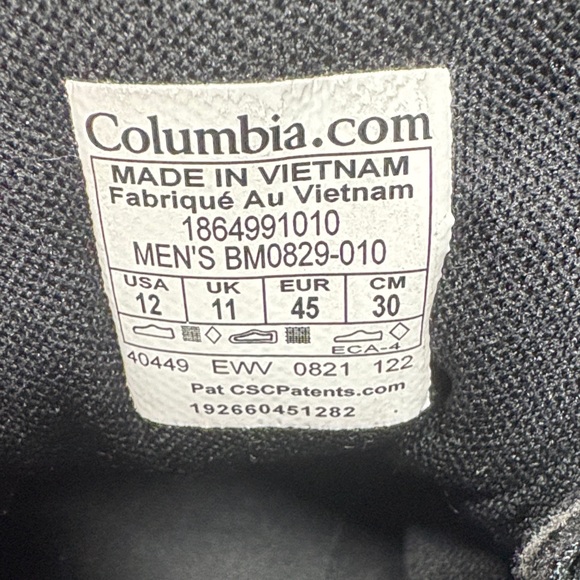 Columbia.com
MADE IN VIETNAM
Fabriqué Au Vietnam
1864991010
MEN'S BM0829-010
USA UK EUR CM
12 11 45 30
ECA-4
40449 EWV 0821 122
Pat CSCPatents.com
192660451282